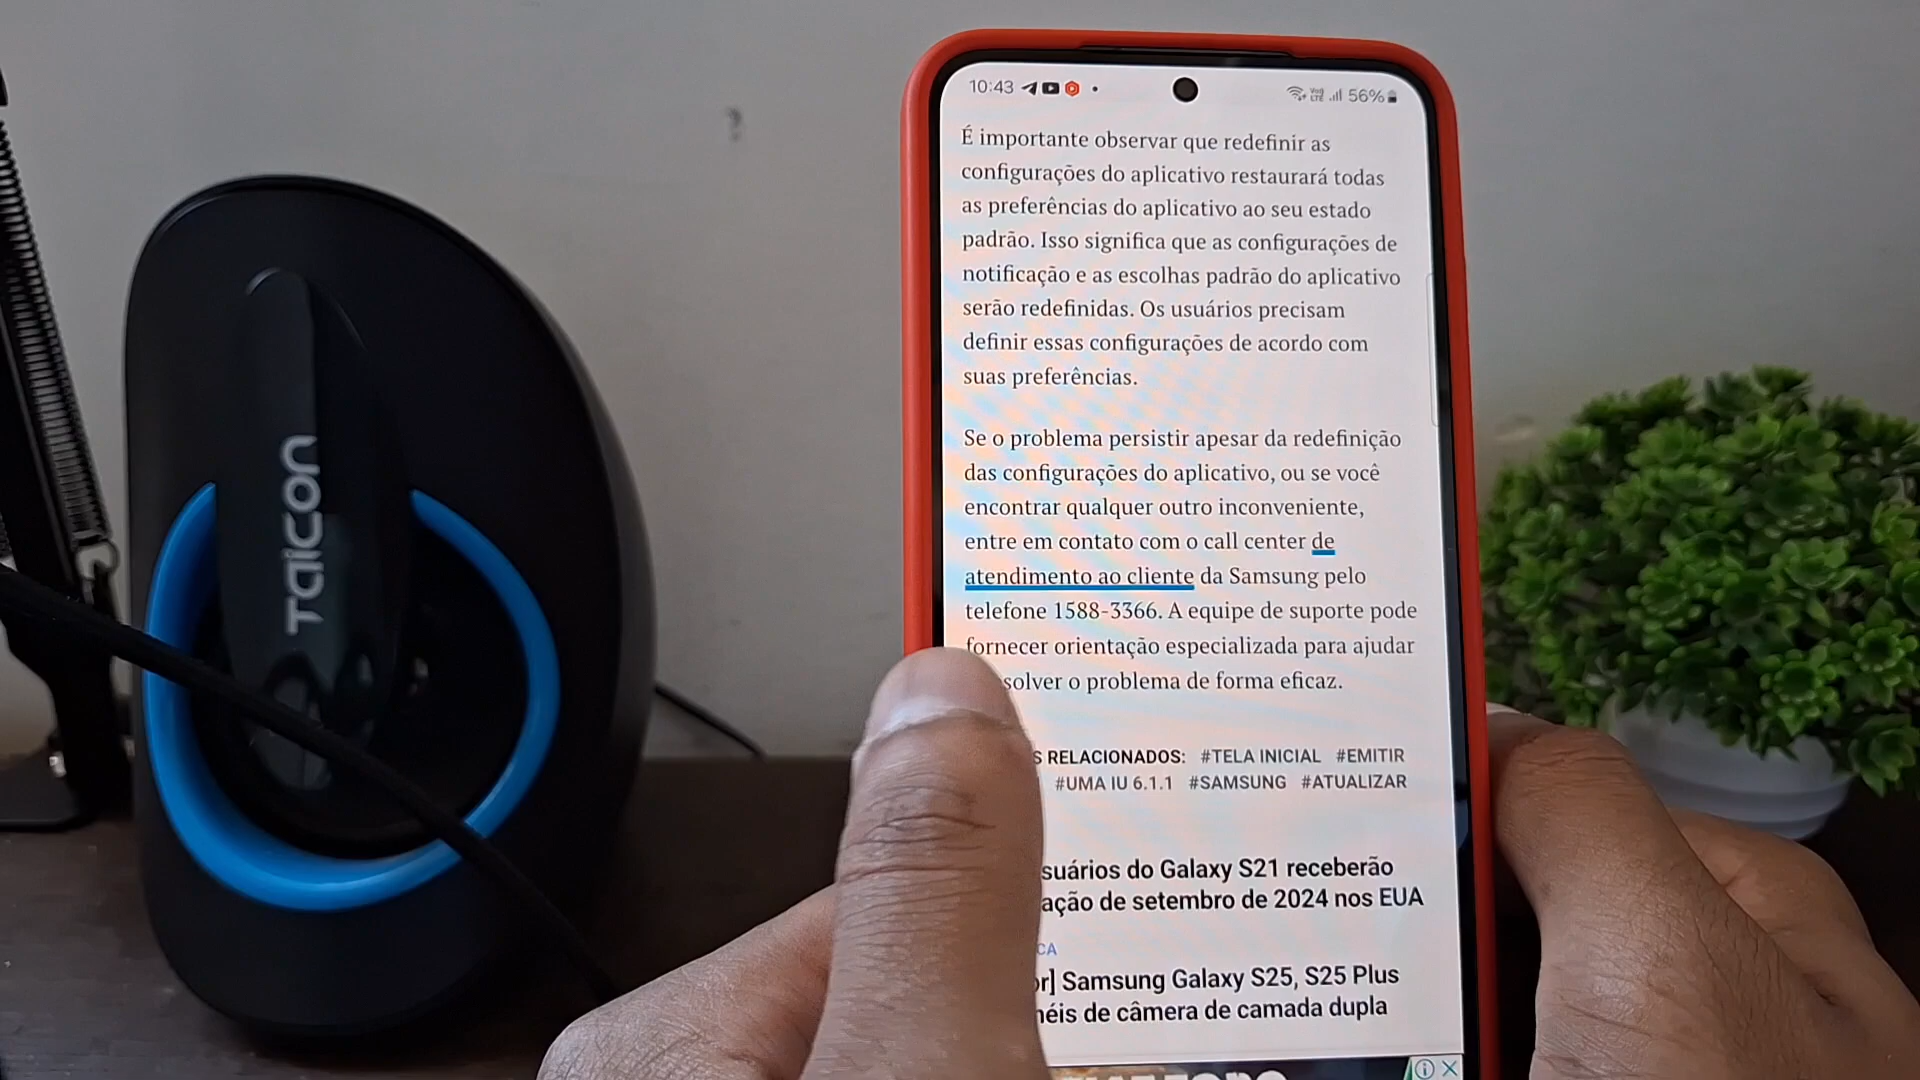 Taicon
10:43
56%
É importante observar que redefinir as
configurações do aplicativo restaurará todas
as preferências do aplicativo ao seu estado
padrão. Isso significa que as configurações de
notificação e as escolhas padrão do aplicativo
serão redefinidas. Os usuários precisam
definir essas configurações de acordo com
suas preferências.
Se o problema persistir apesar da redefinição
das configurações do aplicativo, ou se você
encontrar qualquer outro inconveniente,
entre em contato com o call center de
atendimento ao cliente da Samsung pelo
telefone 1588-3366. A equipe de suporte pode
fornecer orientação especializada para ajudar
solver o problema de forma eficaz.
S RELACIONADOS: #TELA INICIAL #EMITIR
#UMA IU 6.1.1 #SAMSUNG #ATUALIZAR
suários do Galaxy S21 receberão
ação de setembro de 2024 nos EUA
CA
or] Samsung Galaxy S25, S25 Plus
néis de câmera de camada dupla